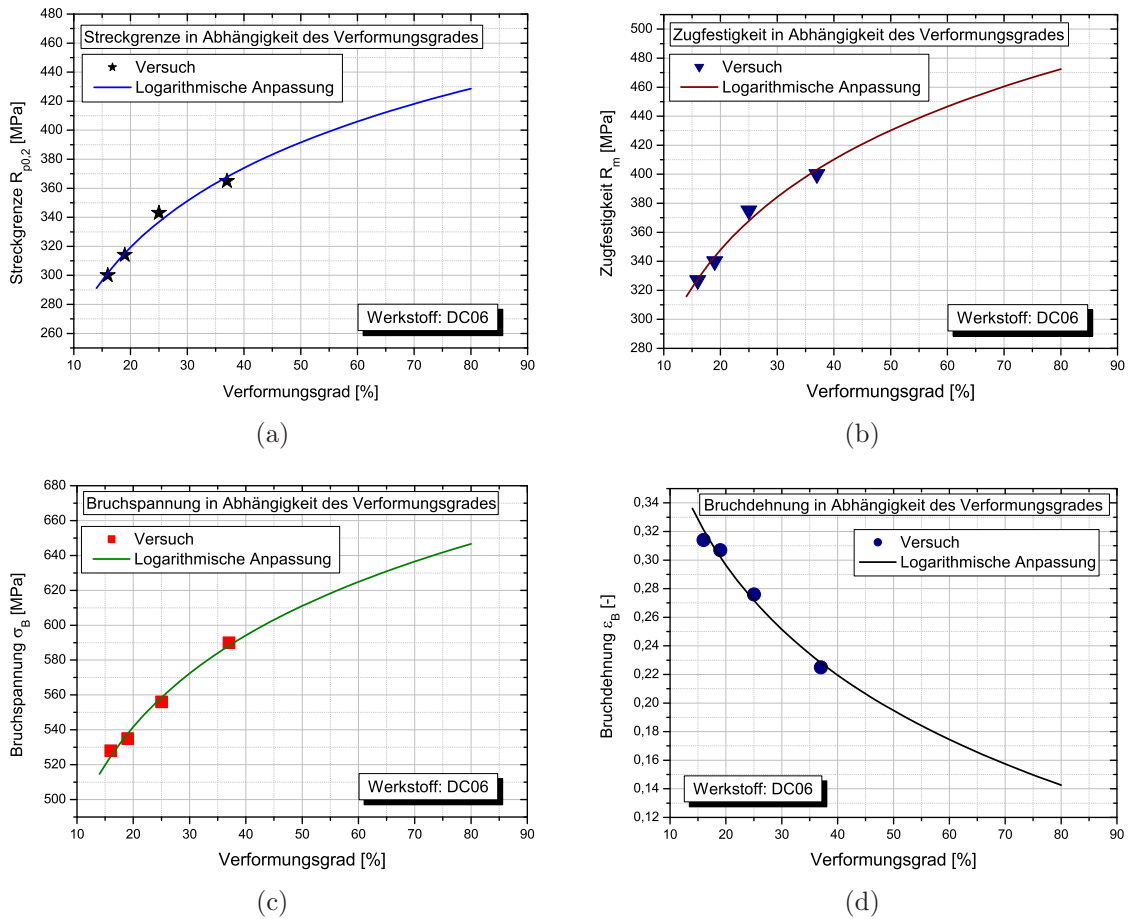 Streckgrenze in Abhängigkeit des Verformungsgrades
Versuch
Logarithmische Anpassung
Streckgrenze R_p0,2 [MPa]
480
460
440
420
400
380
360
340
320
300
280
260
Werkstoff: DC06
10 20 30 40 50 60 70 80 90
Verformungsgrad [%]
(a)
Zugfestigkeit in Abhängigkeit des Verformungsgrades
Versuch
Logarithmische Anpassung
Zugfestigkeit R_m [MPa]
500
480
460
440
420
400
380
360
340
320
300
280
Werkstoff: DC06
10 20 30 40 50 60 70 80 90
Verformungsgrad [%]
(b)
Bruchspannung in Abhängigkeit des Verformungsgrades
Versuch
Logarithmische Anpassung
Bruchspannung σ_B [MPa]
680
660
640
620
600
580
560
540
520
500
Werkstoff: DC06
10 20 30 40 50 60 70 80 90
Verformungsgrad [%]
(c)
Bruchdehnung in Abhängigkeit des Verformungsgrades
Versuch
Logarithmische Anpassung
Bruchdehnung ε_B [-]
0,34
0,32
0,30
0,28
0,26
0,24
0,22
0,20
0,18
0,16
0,14
0,12
Werkstoff: DC06
10 20 30 40 50 60 70 80 90
Verformungsgrad [%]
(d)